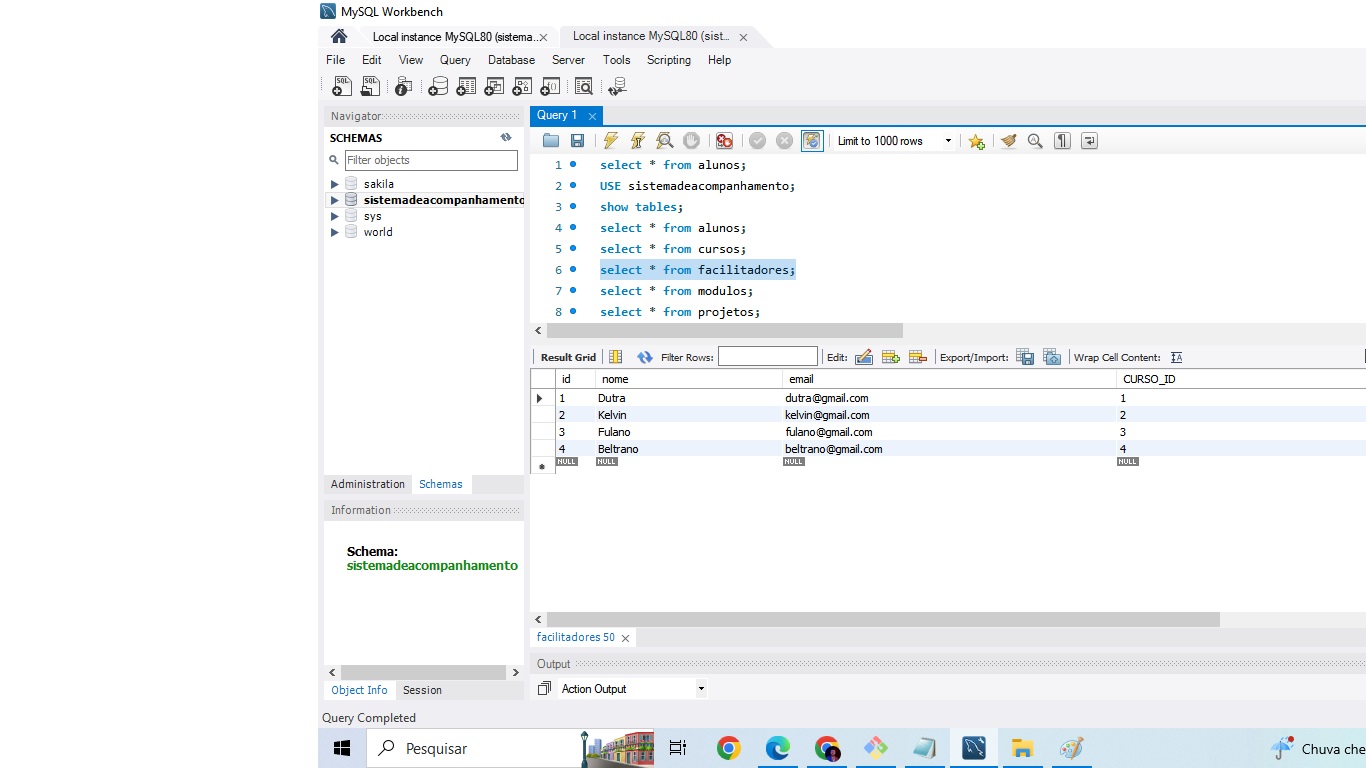 MySQL Workbench
Local instance MySQL80 (sistema... Local instance MySQL80 (sist...
File Edit View Query Database Server Tools Scripting Help
Navigator
SCHEMAS
Filter objects
sakila
sistemadeacompanhamento
sys
world
Administration Schemas
Information
Schema:
sistemadeacompanhamento
Object Info Session
Query 1
Limit to 1000 rows
1 select * from alunos;
2 USE sistemadeacompanhamento;
3 show tables;
4 select * from alunos;
5 select * from cursos;
6 select * from facilitadores;
7 select * from modulos;
8 select * from projetos;
Result Grid Filter Rows: Edit: Export/Import: Wrap Cell Content:
id nome email CURSO_ID
1 Dutra dutra@gmail.com 1
2 Kelvin kelvin@gmail.com 2
3 Fulano fulano@gmail.com 3
4 Beltrano beltrano@gmail.com 4
NULL NULL NULL NULL
facilitadores 50
Output
Action Output
Query Completed
Pesquisar
Chuva che